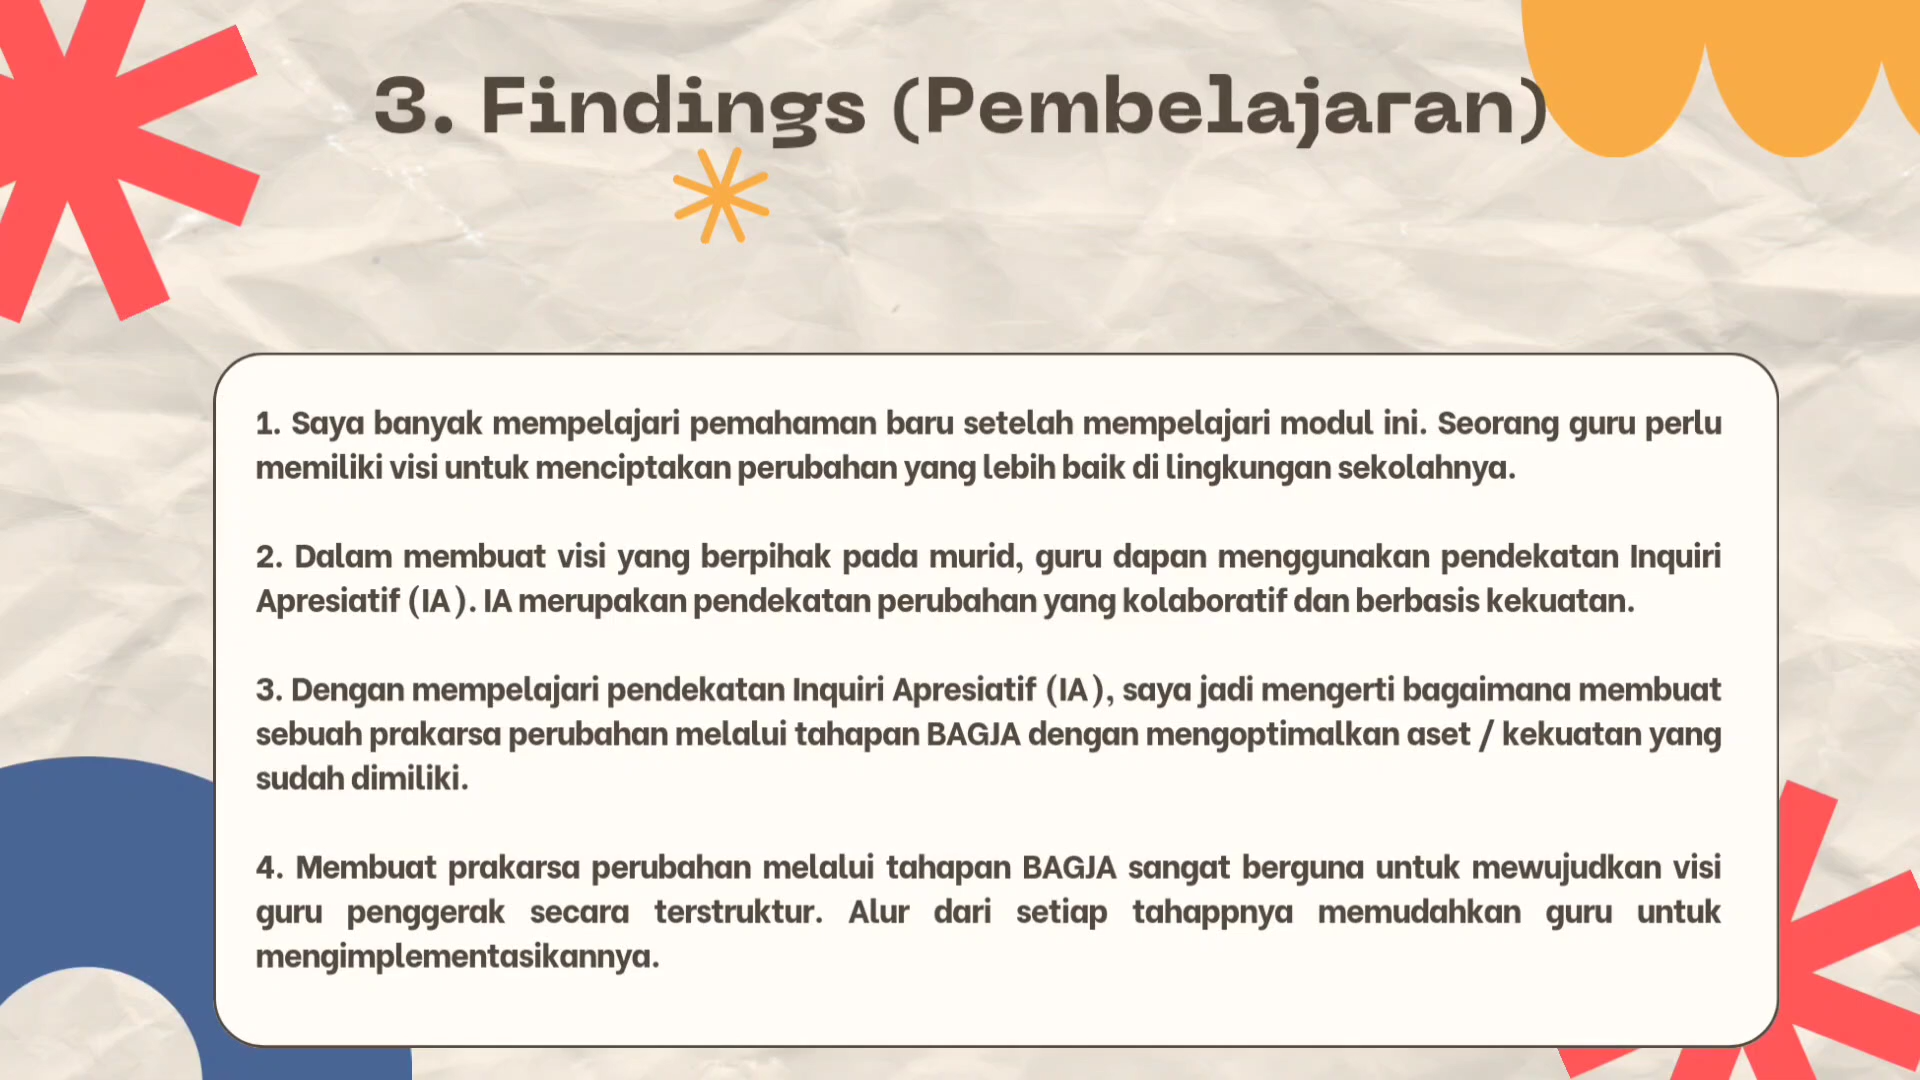 3. Findings (Pembelajaran)
1. Saya banyak mempelajari pemahaman baru setelah mempelajari modul ini. Seorang guru perlu
memiliki visi untuk menciptakan perubahan yang lebih baik di lingkungan sekolahnya.
2. Dalam membuat visi yang berpihak pada murid, guru dapan menggunakan pendekatan Inquiri
Apresiatif (IA). IA merupakan pendekatan perubahan yang kolaboratif dan berbasis kekuatan.
3. Dengan mempelajari pendekatan Inquiri Apresiatif (IA), saya jadi mengerti bagaimana membuat
sebuah prakarsa perubahan melalui tahapan BAGJA dengan mengoptimalkan aset / kekuatan yang
sudah dimiliki.
4. Membuat prakarsa perubahan melalui tahapan BAGJA sangat berguna untuk mewujudkan visi
guru penggerak secara terstruktur. Alur dari setiap tahappnya memudahkan guru untuk
mengimplementasikannya.